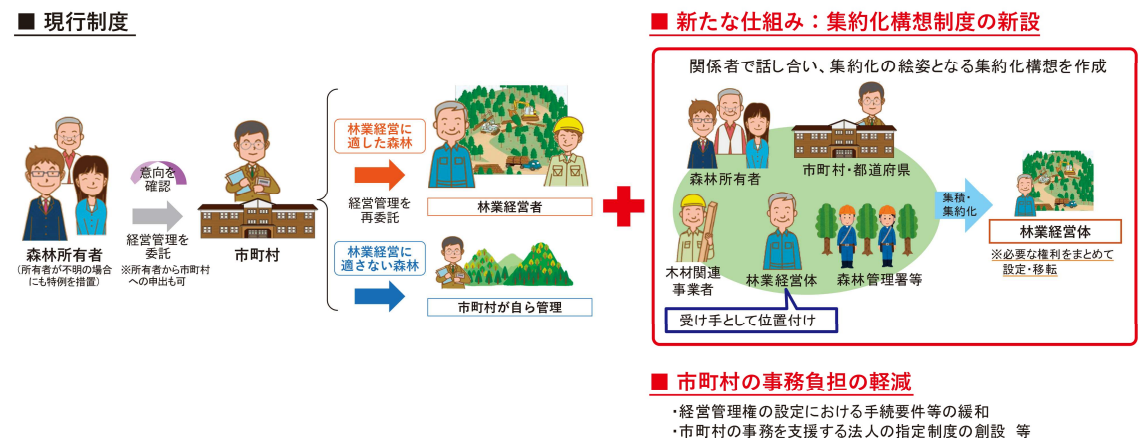 ■ 現行制度
意向を
確認
経営管理を
委託
※所有者から市町村
への申出も可
森林所有者
(所有者が不明の場合
にも特例を措置)
市町村
林業経営に
適した森林
経営管理を
再委託
林業経営者
林業経営に
適さない森林
市町村が自ら管理
■ 新たな仕組み：集約化構想制度の新設
関係者で話し合い、集約化の絵姿となる集約化構想を作成
森林所有者
市町村・都道府県
木材関連
事業者
林業経営体
森林管理署等
受け手として位置付け
集積・
集約化
林業経営体
※必要な権利をまとめて
設定・移転
■ 市町村の事務負担の軽減
・経営管理権の設定における手続要件等の緩和
・市町村の事務を支援する法人の指定制度の創設 等